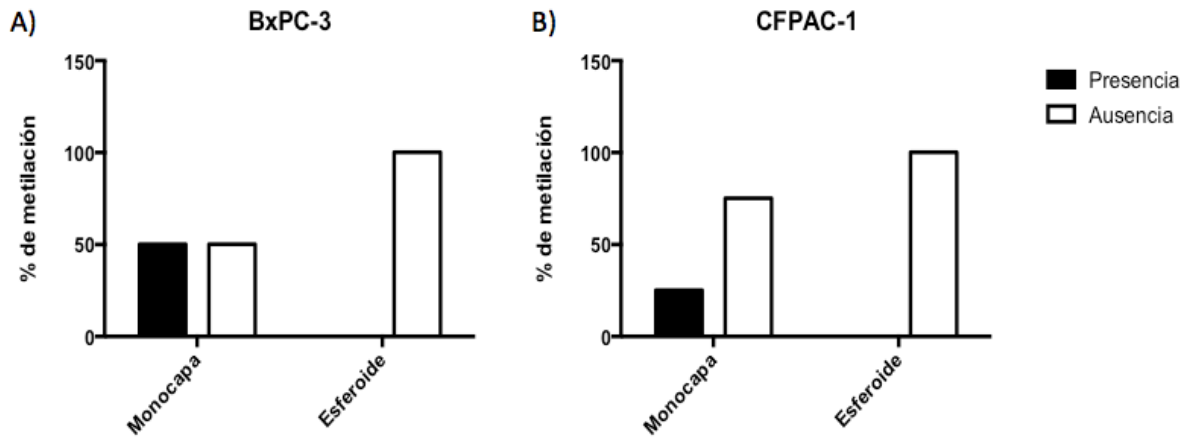 A)
BxPC-3
% de metilación
150
100
50
0
Monocapa
Esferoide
B)
CFPAC-1
% de metilación
150
100
50
0
Monocapa
Esferoide
Presencia
Ausencia